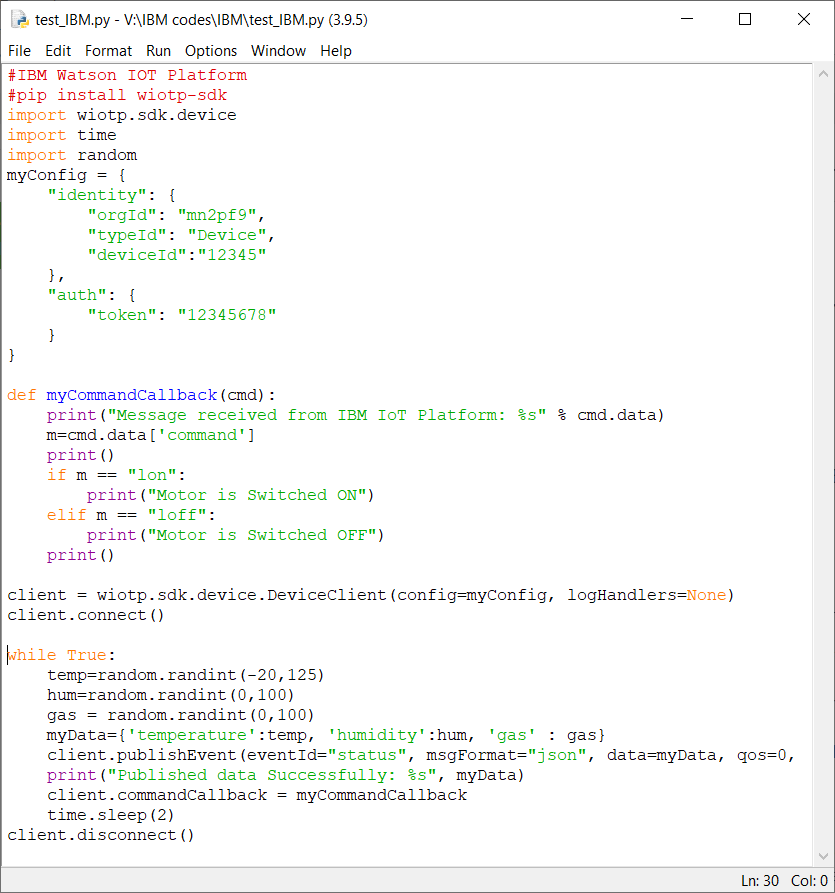 test_IBM.py - V:\IBM codes\IBM\test_IBM.py (3.9.5)
File Edit Format Run Options Window Help
#IBM Watson IOT Platform
#pip install wiotp-sdk
import wiotp.sdk.device
import time
import random
myConfig = {
    "identity": {
        "orgId": "mn2pf9",
        "typeId": "Device",
        "deviceId":"12345"
    },
    "auth": {
        "token": "12345678"
    }
}

def myCommandCallback(cmd):
    print("Message received from IBM IoT Platform: %s" % cmd.data)
    m=cmd.data['command']
    print()
    if m == "lon":
        print("Motor is Switched ON")
    elif m == "loff":
        print("Motor is Switched OFF")
    print()

client = wiotp.sdk.device.DeviceClient(config=myConfig, logHandlers=None)
client.connect()

while True:
    temp=random.randint(-20,125)
    hum=random.randint(0,100)
    gas = random.randint(0,100)
    myData={'temperature':temp, 'humidity':hum, 'gas' : gas}
    client.publishEvent(eventId="status", msgFormat="json", data=myData, qos=0,
    print("Published data Successfully: %s", myData)
    client.commandCallback = myCommandCallback
    time.sleep(2)
client.disconnect()
Ln: 30 Col: 0